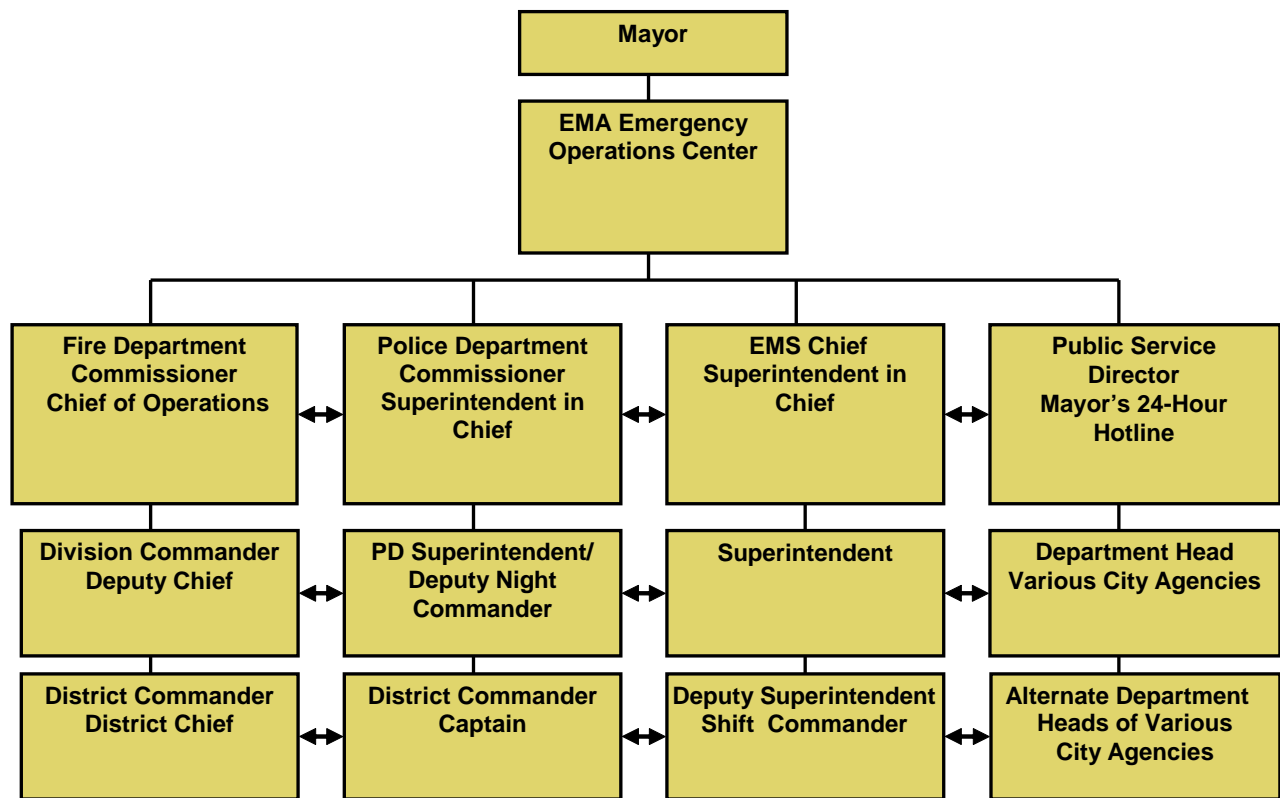 Mayor
EMA Emergency
Operations Center
Fire Department
Commissioner
Chief of Operations
Police Department
Commissioner
Superintendent in
Chief
EMS Chief
Superintendent in
Chief
Public Service
Director
Mayor’s 24-Hour
Hotline
Division Commander
Deputy Chief
PD Superintendent/
Deputy Night
Commander
Superintendent
Department Head
Various City Agencies
District Commander
District Chief
District Commander
Captain
Deputy Superintendent
Shift Commander
Alternate Department
Heads of Various
City Agencies